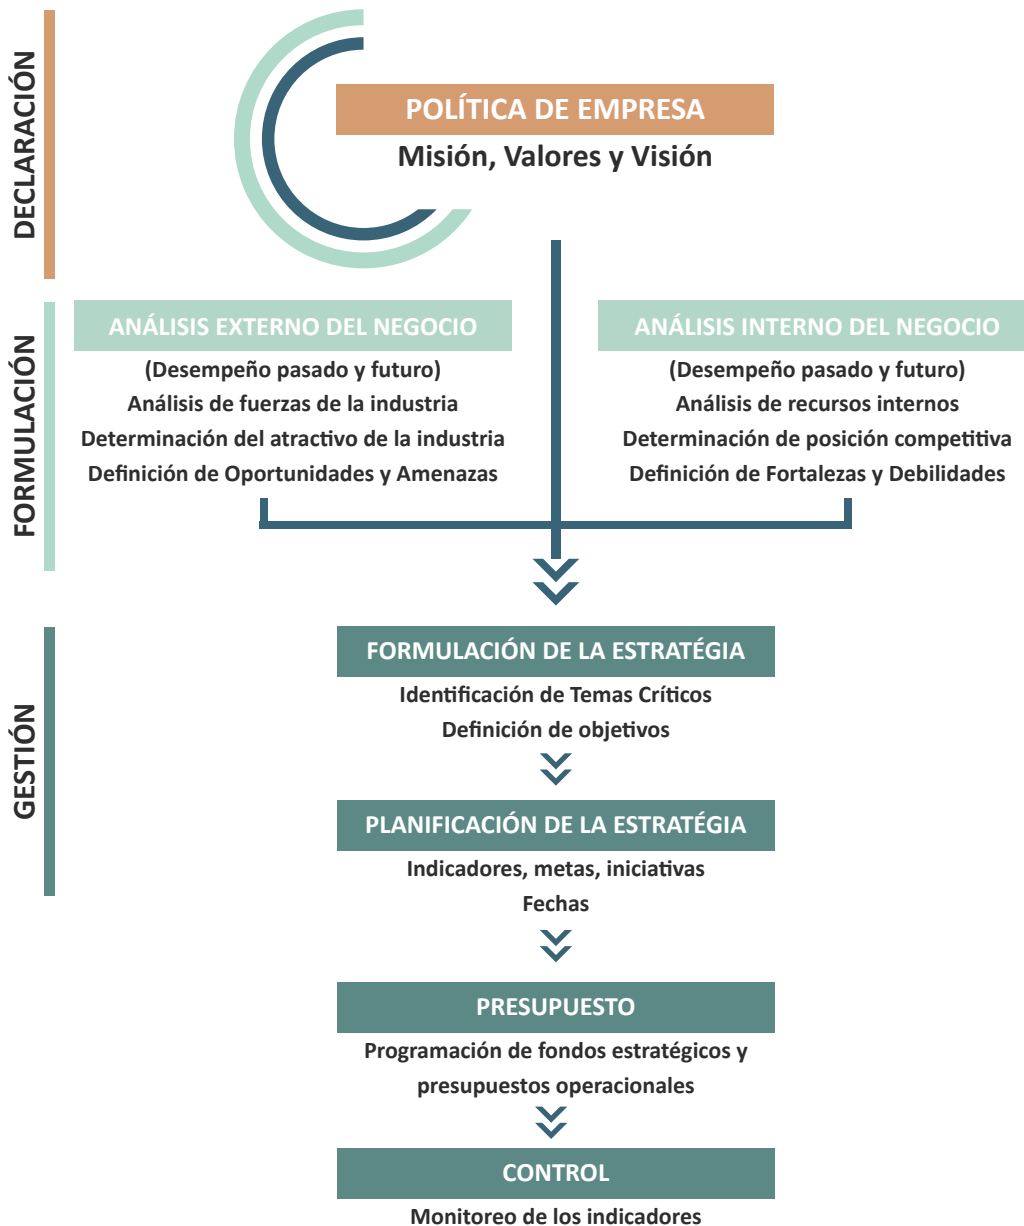 DECLARACIÓN
POLÍTICA DE EMPRESA
Misión, Valores y Visión
FORMULACIÓN
ANÁLISIS EXTERNO DEL NEGOCIO
(Desempeño pasado y futuro)
Análisis de fuerzas de la industria
Determinación del atractivo de la industria
Definición de Oportunidades y Amenazas
ANÁLISIS INTERNO DEL NEGOCIO
(Desempeño pasado y futuro)
Análisis de recursos internos
Determinación de posición competitiva
Definición de Fortalezas y Debilidades
GESTIÓN
FORMULACIÓN DE LA ESTRATÉGIA
Identificación de Temas Críticos
Definición de objetivos
PLANIFICACIÓN DE LA ESTRATÉGIA
Indicadores, metas, iniciativas
Fechas
PRESUPUESTO
Programación de fondos estratégicos y
presupuestos operacionales
CONTROL
Monitoreo de los indicadores